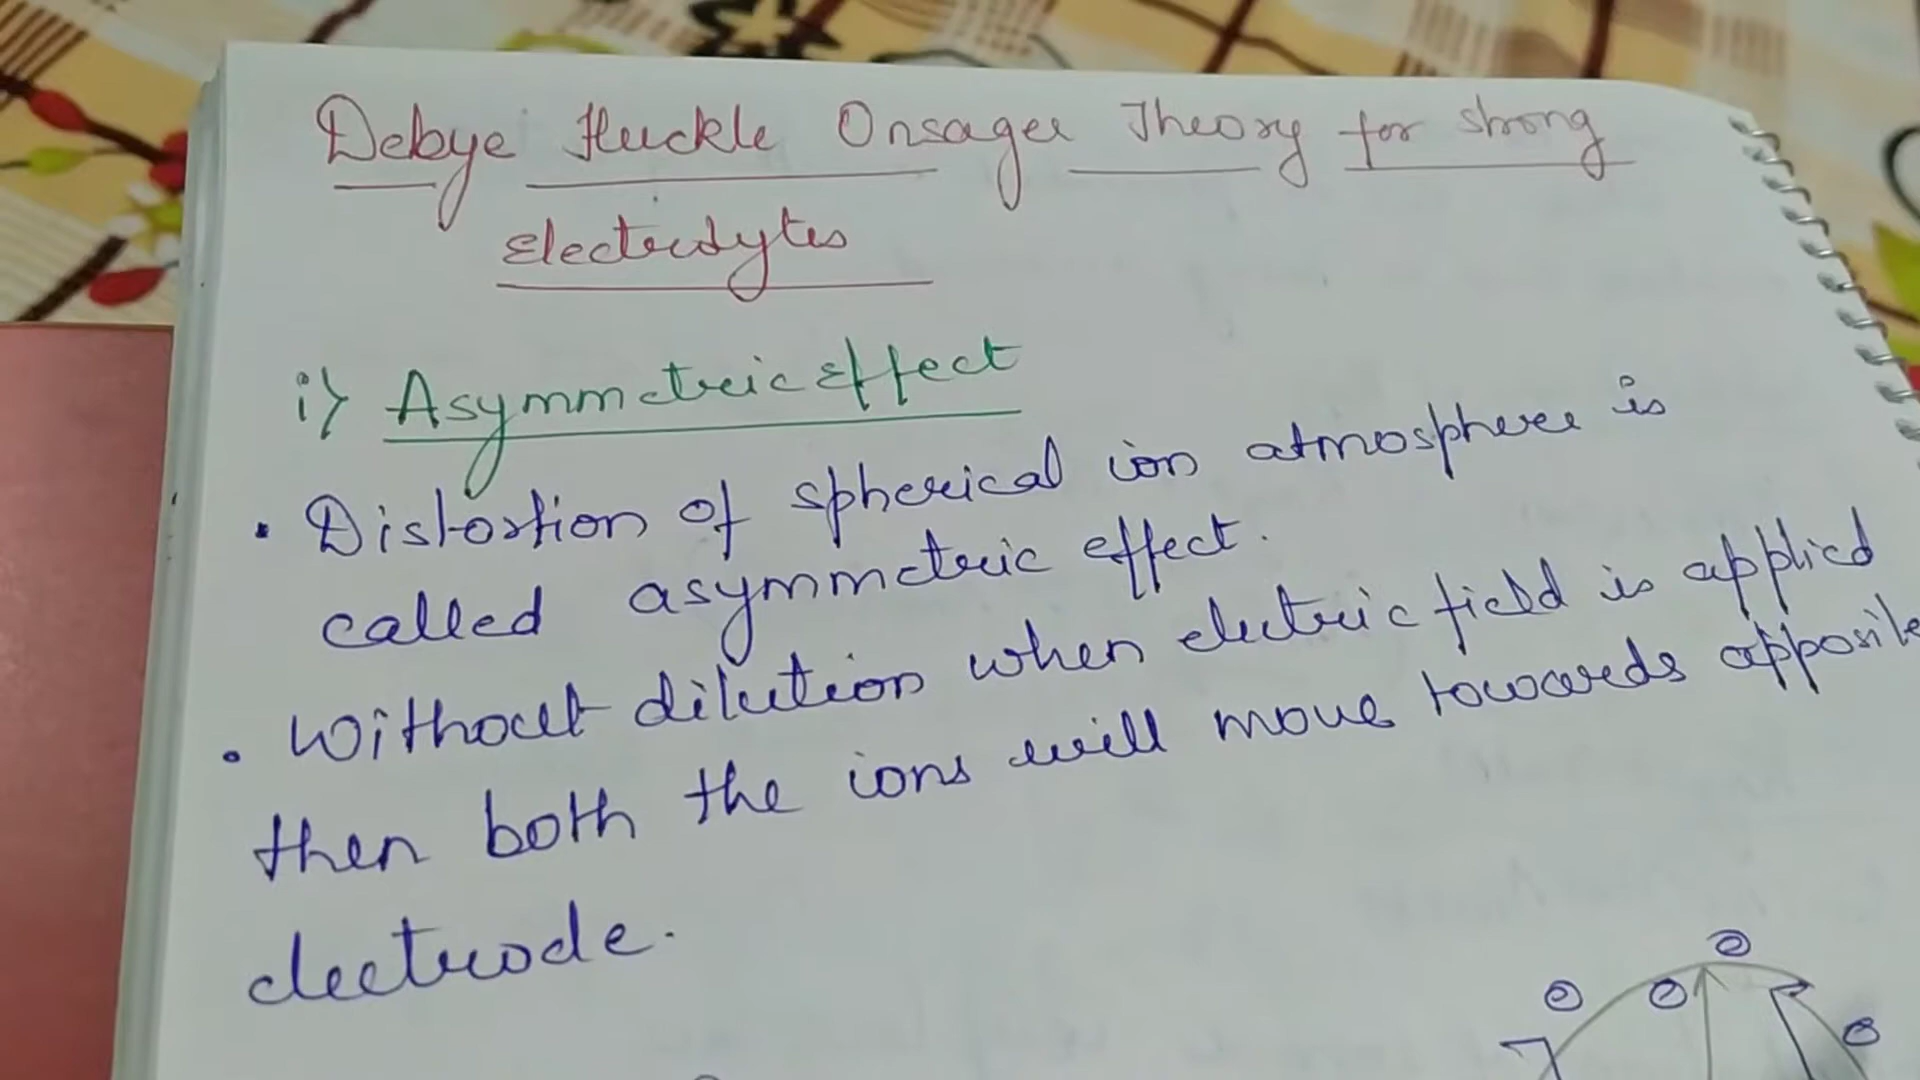 Debye Huckle Onsager Theory for strong
Electrolytes
i) Asymmetric Effect
• Distortion of spherical ion atmosphere is
called asymmetric effect.
• Without dilution when electric field is applied
then both the ions will move towards opposite
electrode.